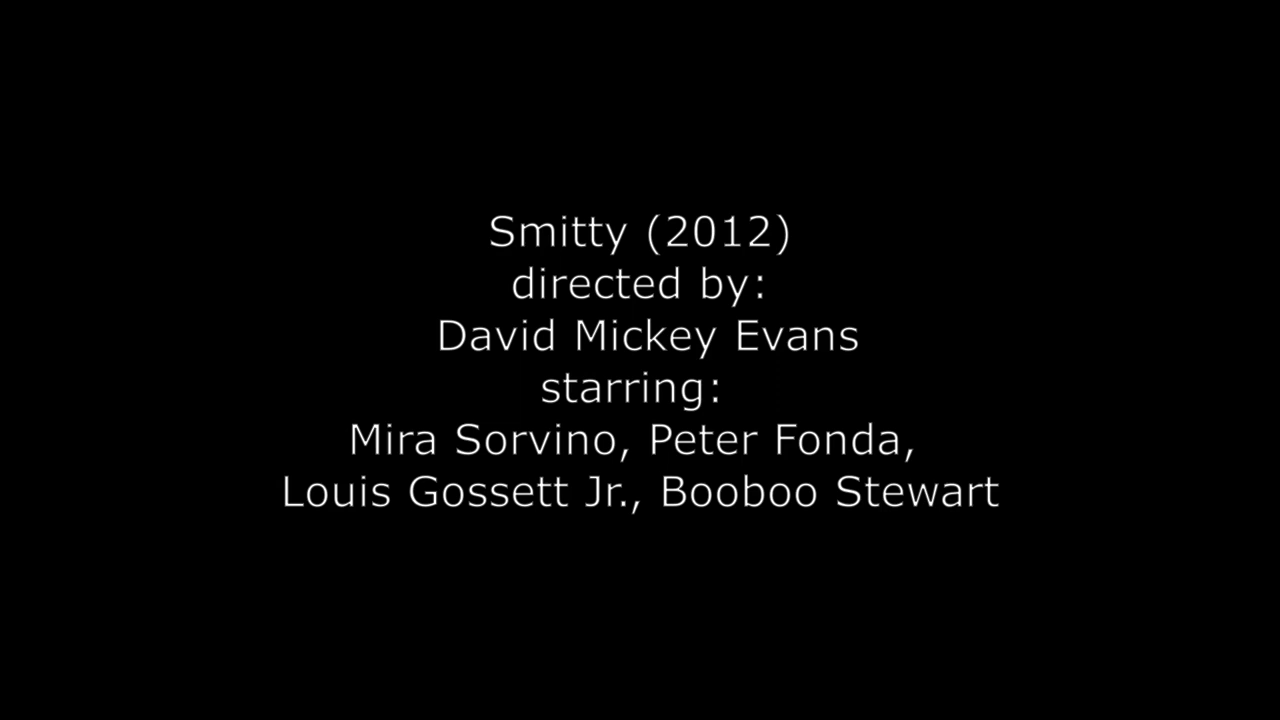 Smitty (2012)
directed by:
David Mickey Evans
starring:
Mira Sorvino, Peter Fonda,
Louis Gossett Jr., Booboo Stewart